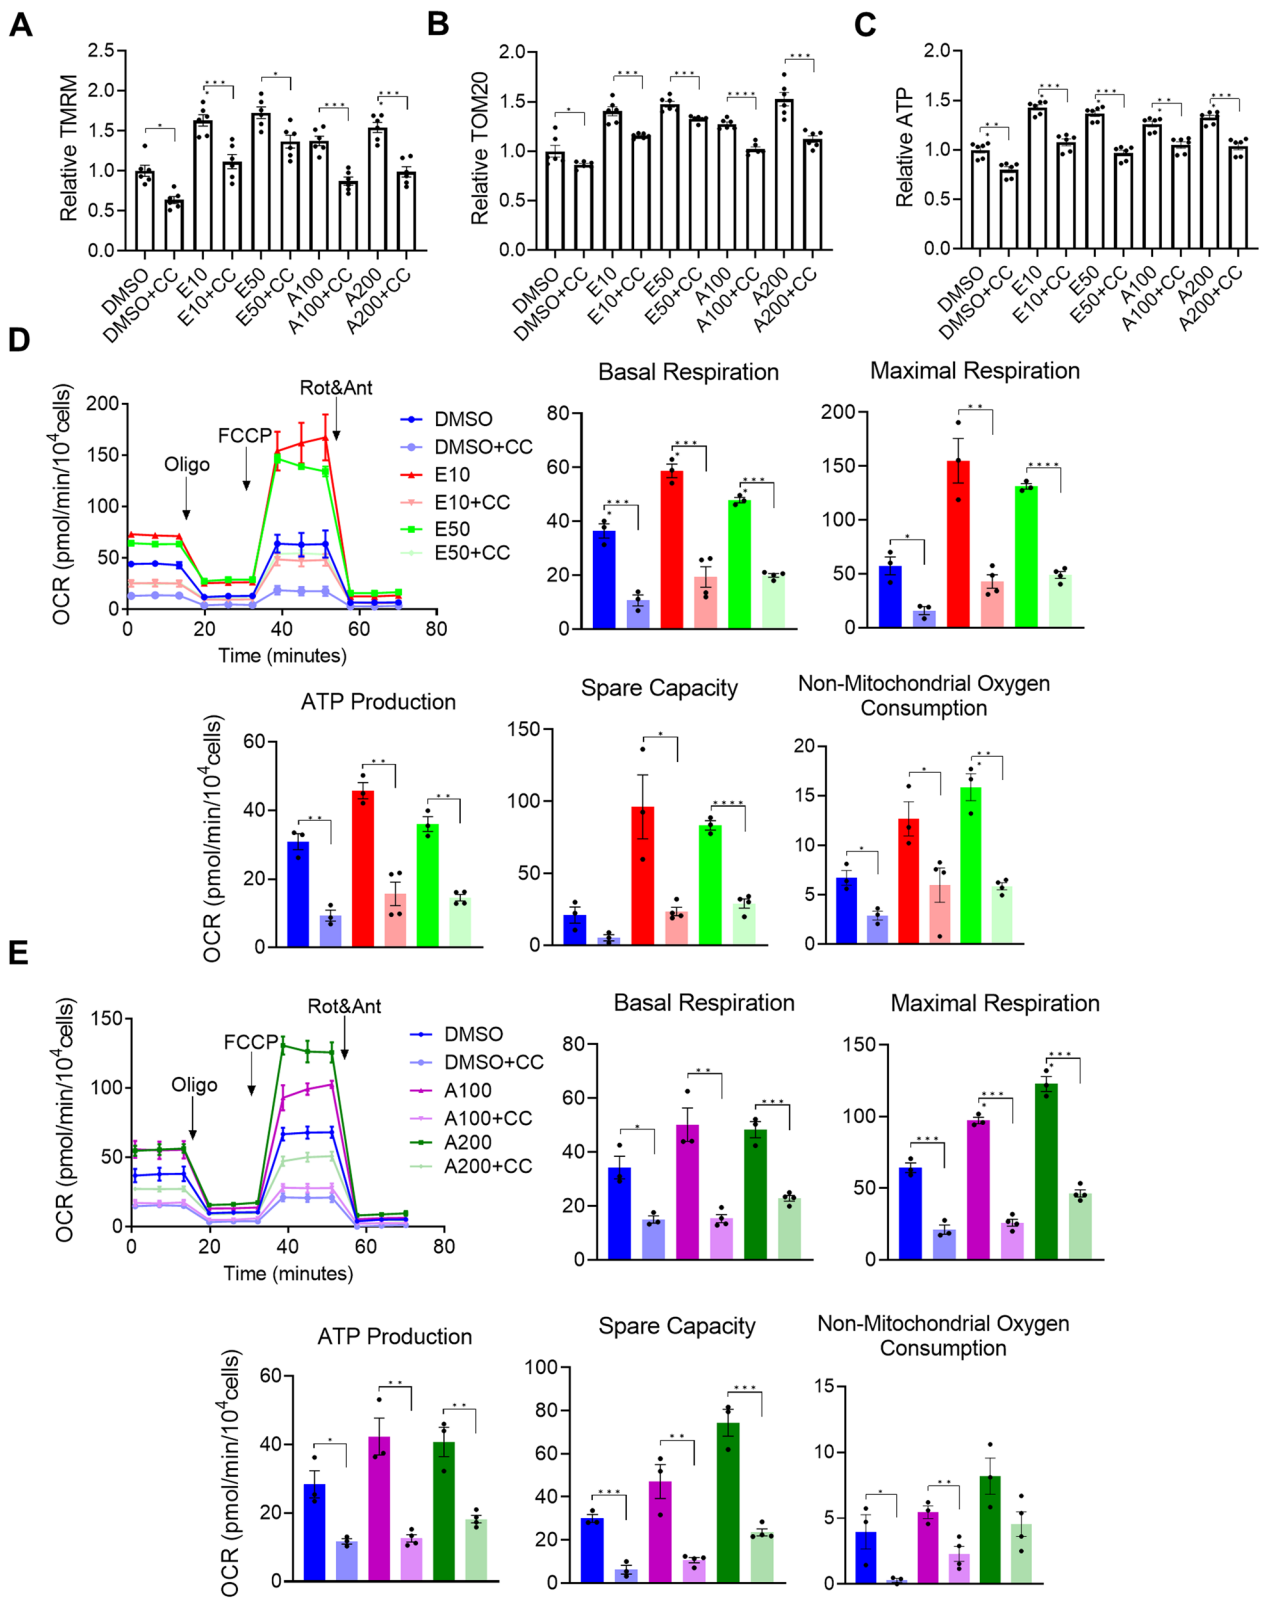 A
B
C
2.5
2.0
1.5
1.0
0.5
0.0
Relative TMRM
*
* * *
*
*
* * *
* * *
*
DMSO
DMSO+CC
E10
E10+CC
E50
E50+CC
A100
A100+CC
A200
A200+CC
2.0
1.5
1.0
0.5
0.0
Relative TOM20
*
* * *
* * *
* * * *
* * *
DMSO
DMSO+CC
E10
E10+CC
E50
E50+CC
A100
A100+CC
A200
A200+CC
2.0
1.5
1.0
0.5
0.0
Relative ATP
* *
*
* * *
*
* * *
*
* *
*
* * *
*
DMSO
DMSO+CC
E10
E10+CC
E50
E50+CC
A100
A100+CC
A200
A200+CC
D
OCR (pmol/min/10⁴cells)
200
150
100
50
0
0
20
40
60
80
Time (minutes)
Oligo
FCCP
Rot&Ant
DMSO
DMSO+CC
E10
E10+CC
E50
E50+CC
Basal Respiration
80
60
40
20
0
* * *
*
* * *
*
* * *
*
Maximal Respiration
200
150
100
50
0
*
* *
* * * *
ATP Production
OCR (pmol/min/10⁴cells)
60
40
20
0
* *
* *
* *
Spare Capacity
150
100
50
0
*
* * * *
Non-Mitochondrial Oxygen
Consumption
20
15
10
5
0
*
*
* *
*
E
OCR (pmol/min/10⁴cells)
150
100
50
0
0
20
40
60
80
Time (minutes)
Oligo
FCCP
Rot&Ant
DMSO
DMSO+CC
A100
A100+CC
A200
A200+CC
Basal Respiration
80
60
40
20
0
*
* *
* * *
Maximal Respiration
150
100
50
0
* * *
* * *
*
* * *
*
ATP Production
OCR (pmol/min/10⁴cells)
60
40
20
0
*
* *
* *
Spare Capacity
100
80
60
40
20
0
* * *
* *
* * *
Non-Mitochondrial Oxygen
Consumption
15
10
5
0
*
* *